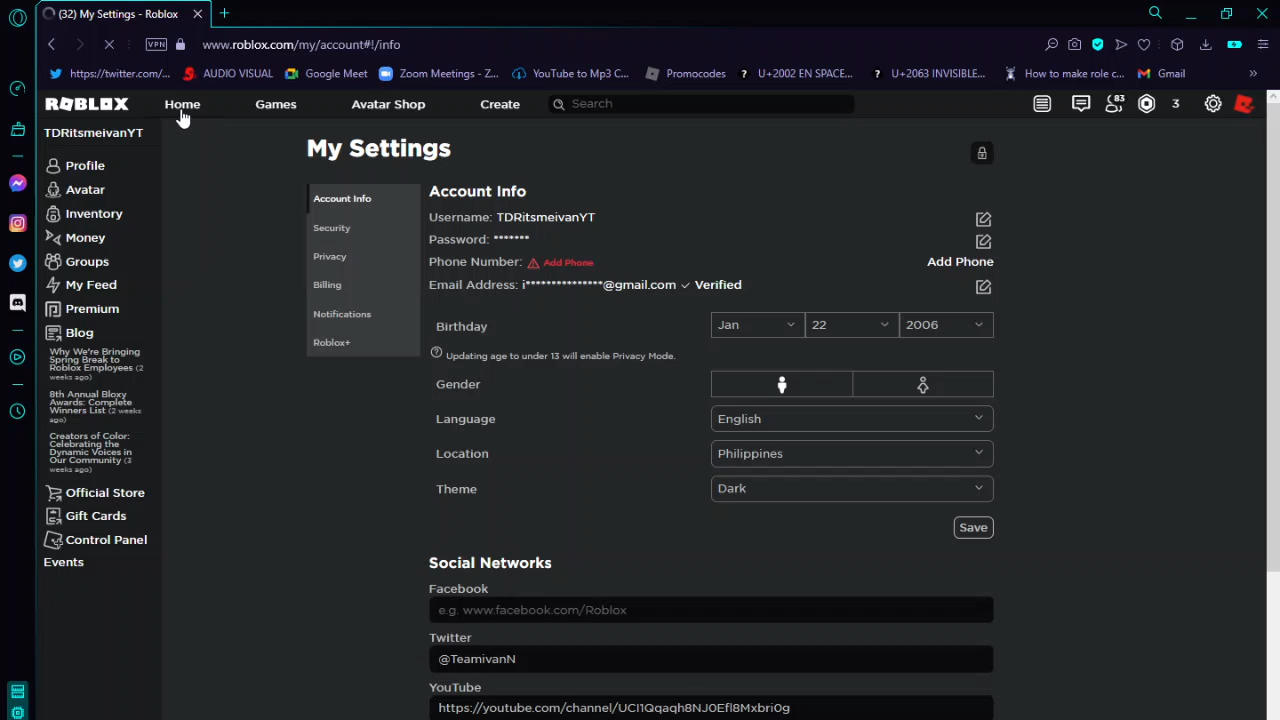 (32) My Settings - Roblox
VPN
www.roblox.com/my/account#!/info
https://twitter.com/...
AUDIO VISUAL
Google Meet
Zoom Meetings - Z...
YouTube to Mp3 C...
Promocodes
U+2002 EN SPACE...
U+2063 INVISIBLE...
How to make role c...
Gmail
ROBLOX
Home
Games
Avatar Shop
Create
Search
83
3
TDRitsmeivanYT
Profile
Avatar
Inventory
Money
Groups
My Feed
Premium
Blog
Why We're Bringing
Spring Break to
Roblox Employees (2
weeks ago)
8th Annual Bloxy
Awards: Complete
Winners List (2 weeks
ago)
Creators of Color:
Celebrating the
Dynamic Voices in
Our Community (3
weeks ago)
Official Store
Gift Cards
Control Panel
Events
My Settings
Account Info
Security
Privacy
Billing
Notifications
Roblox+
Account Info
Username: TDRitsmeivanYT
Password: *******
Phone Number: Add Phone
Add Phone
Email Address: i***************@gmail.com ✓ Verified
Birthday
Jan
22
2006
Updating age to under 13 will enable Privacy Mode.
Gender
Language
English
Location
Philippines
Theme
Dark
Save
Social Networks
Facebook
e.g. www.facebook.com/Roblox
Twitter
@TeamivanN
YouTube
https://youtube.com/channel/UCI1Qqaqh8NJ0Efl8Mxbri0g